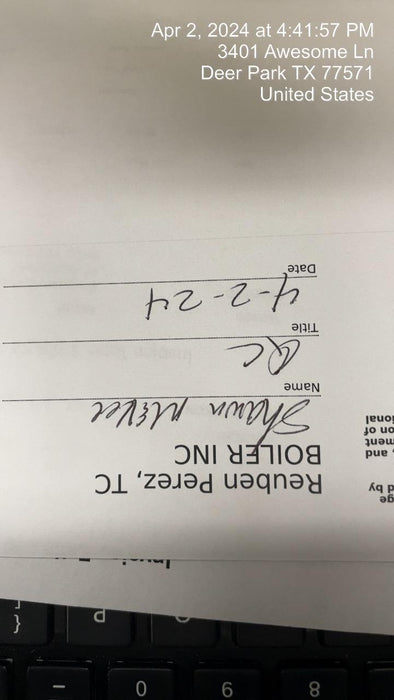 Apr 2, 2024 at 4:41:57 PM
3401 Awesome Ln
Deer Park TX 77571
United States
Reuben Perez, TC
BOILER INC
Shawn
Name
QC
Title
4-2-24
Date